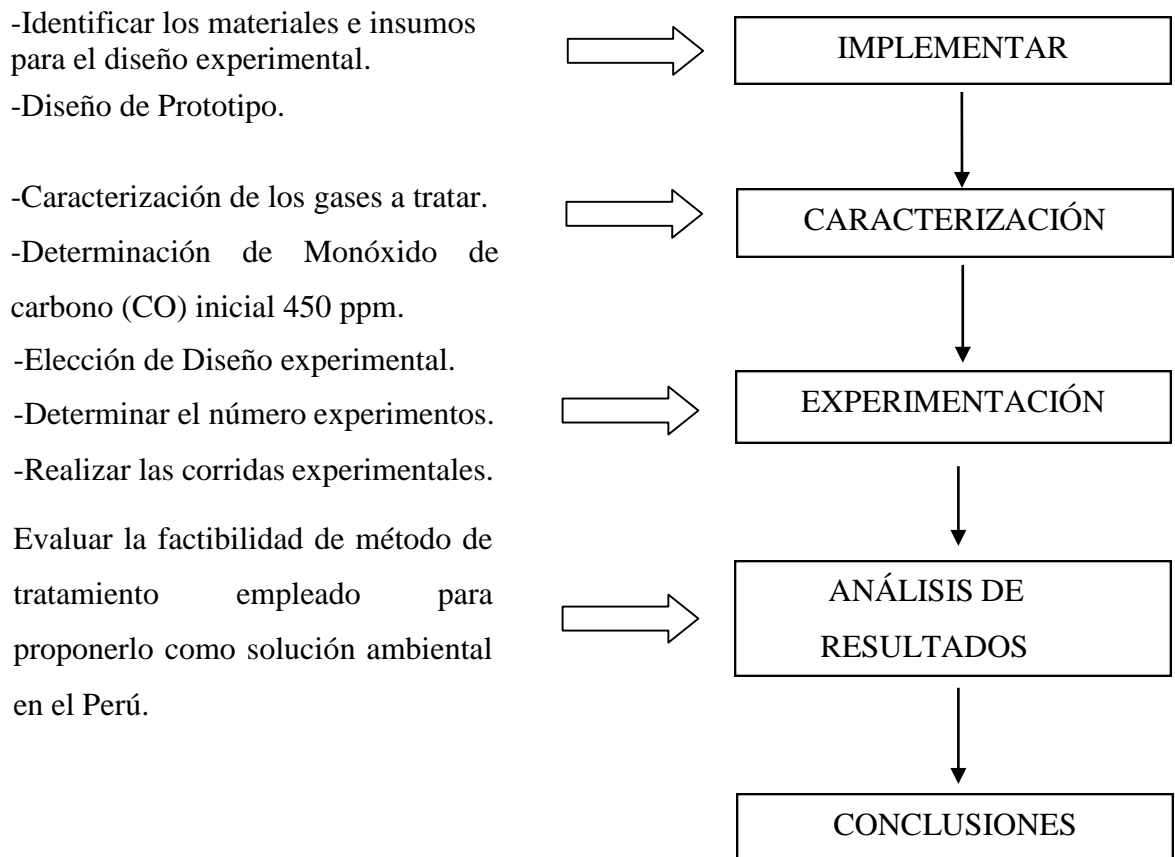 -Identificar los materiales e insumos
para el diseño experimental.
-Diseño de Prototipo.
IMPLEMENTAR
-Caracterización de los gases a tratar.
-Determinación de Monóxido de
carbono (CO) inicial 450 ppm.
CARACTERIZACIÓN
-Elección de Diseño experimental.
-Determinar el número experimentos.
-Realizar las corridas experimentales.
EXPERIMENTACIÓN
Evaluar la factibilidad de método de
tratamiento empleado para
proponerlo como solución ambiental
en el Perú.
ANÁLISIS DE
RESULTADOS
CONCLUSIONES